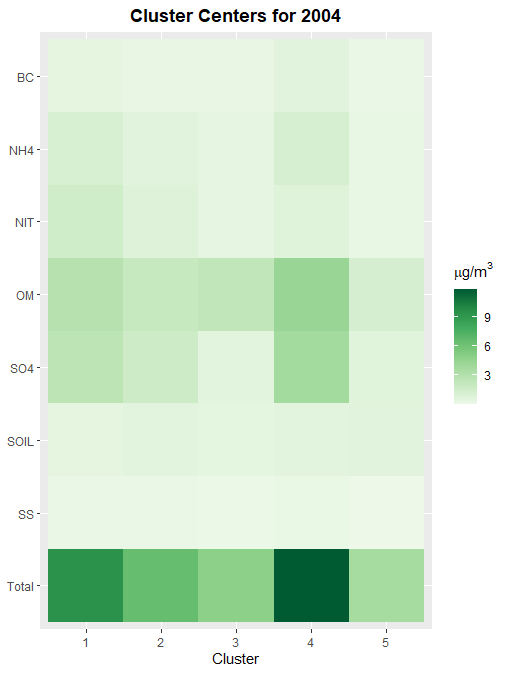 Cluster Centers for 2004
BC
NH4
NIT
OM
SO4
SOIL
SS
Total
1 2 3 4 5
Cluster
μg/m³
9
6
3